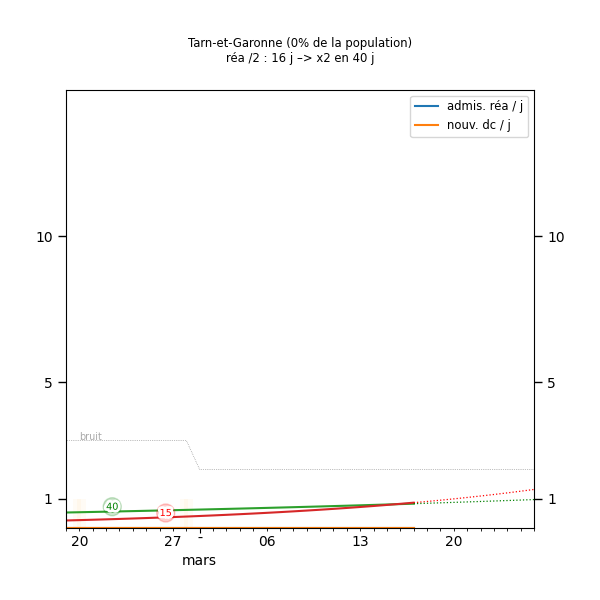 Tarn-et-Garonne (0% de la population)
réa /2 : 16 j –> x2 en 40 j
admis. réa / j
nouv. dc / j
10 10
5 5
bruit
40
15
1 1
20 27 - 06 13 20
mars